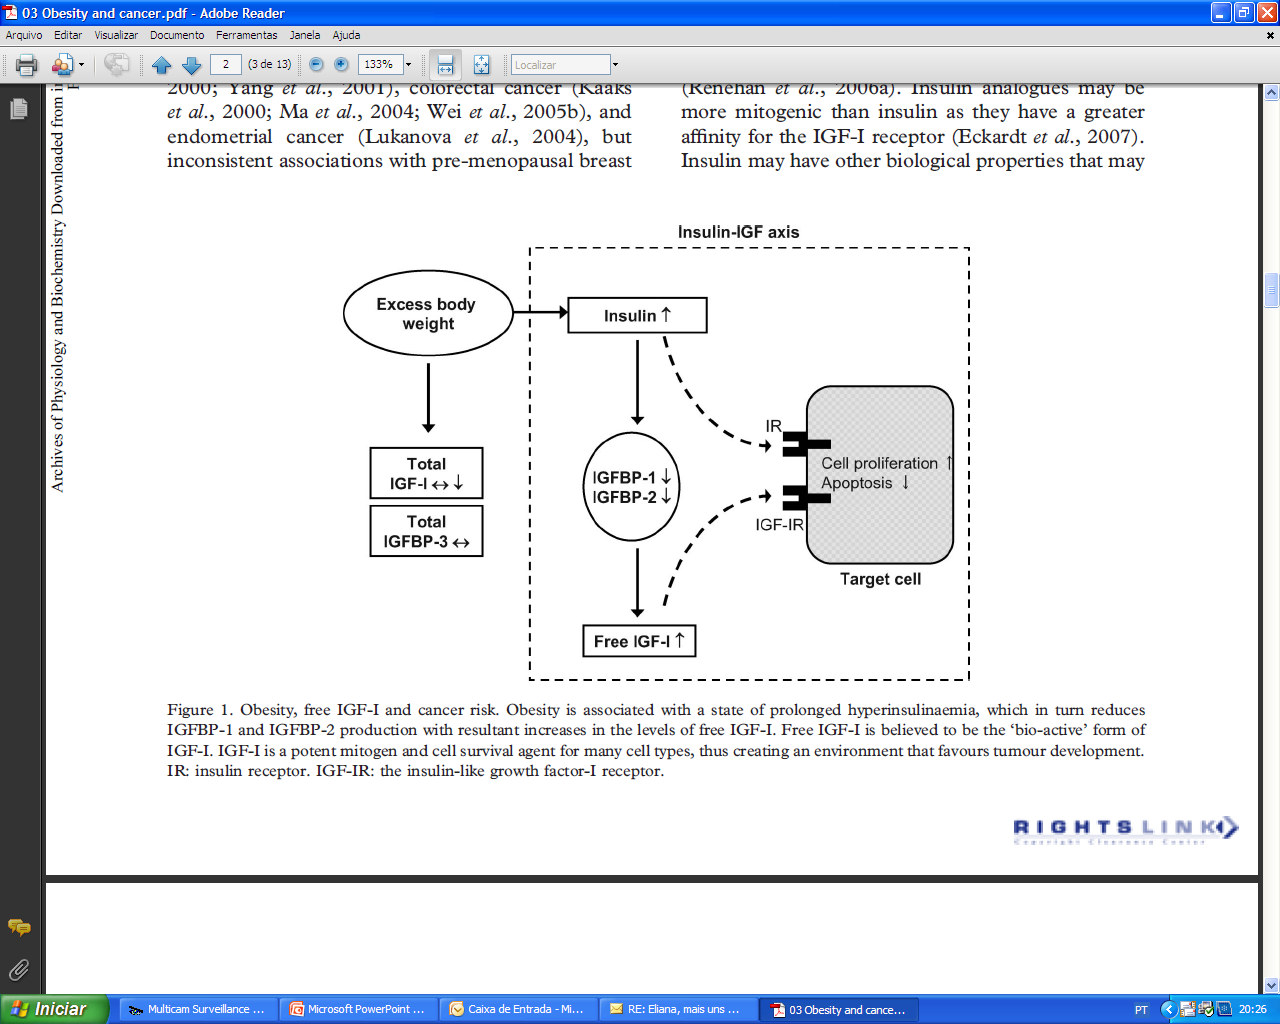 03 Obesity and cancer.pdf - Adobe Reader
Arquivo Editar Visualizar Documento Ferramentas Janela Ajuda
2 (3 de 13) 133% Localizar
Archives of Physiology and Biochemistry Downloaded from in
2000; Yang et al., 2001), colorectal cancer (Kaaks
et al., 2000; Ma et al., 2004; Wei et al., 2005b), and
endometrial cancer (Lukanova et al., 2004), but
inconsistent associations with pre-menopausal breast
(Renehan et al., 2006a). Insulin analogues may be
more mitogenic than insulin as they have a greater
affinity for the IGF-I receptor (Eckardt et al., 2007).
Insulin may have other biological properties that may
Insulin-IGF axis
Excess body
weight
Insulin ↑
Total
IGF-I ↔ ↓
Total
IGFBP-3 ↔
IGFBP-1 ↓
IGFBP-2 ↓
Free IGF-I ↑
IR
IGF-IR
Cell proliferation ↑
Apoptosis ↓
Target cell
Figure 1. Obesity, free IGF-I and cancer risk. Obesity is associated with a state of prolonged hyperinsulinaemia, which in turn reduces
IGFBP-1 and IGFBP-2 production with resultant increases in the levels of free IGF-I. Free IGF-I is believed to be the ‘bio-active’ form of
IGF-I. IGF-I is a potent mitogen and cell survival agent for many cell types, thus creating an environment that favours tumour development.
IR: insulin receptor. IGF-IR: the insulin-like growth factor-I receptor.
RIGHTSLINK
Copyright Clearance Center
Iniciar
Multicam Surveillance ...
Microsoft PowerPoint ...
Caixa de Entrada - Mi...
RE: Eliana, mais uns ...
03 Obesity and cance...
PT
20:26